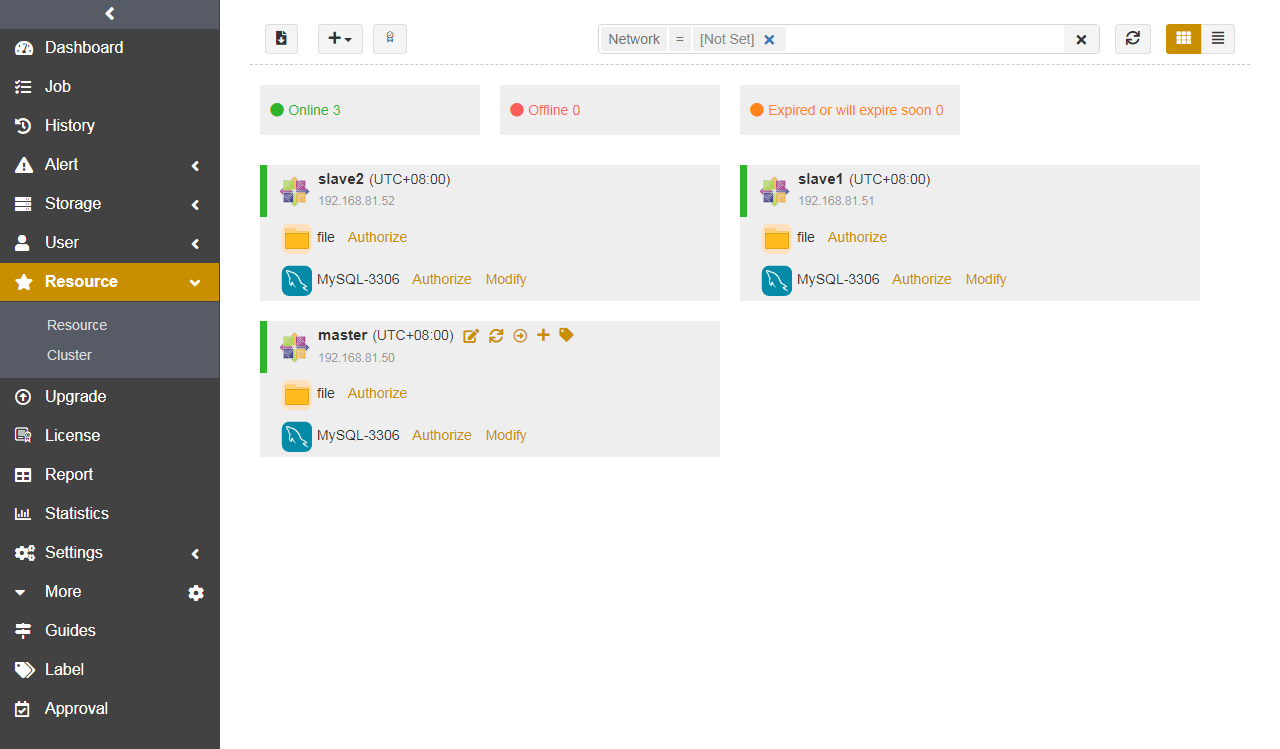 Dashboard
Job
History
Alert
Storage
User
Resource
Resource
Cluster
Upgrade
License
Report
Statistics
Settings
More
Guides
Label
Approval
Network = [Not Set]
Online 3
Offline 0
Expired or will expire soon 0
slave2 (UTC+08:00)
192.168.81.52
file Authorize
MySQL-3306 Authorize Modify
slave1 (UTC+08:00)
192.168.81.51
file Authorize
MySQL-3306 Authorize Modify
master (UTC+08:00)
192.168.81.50
file Authorize
MySQL-3306 Authorize Modify